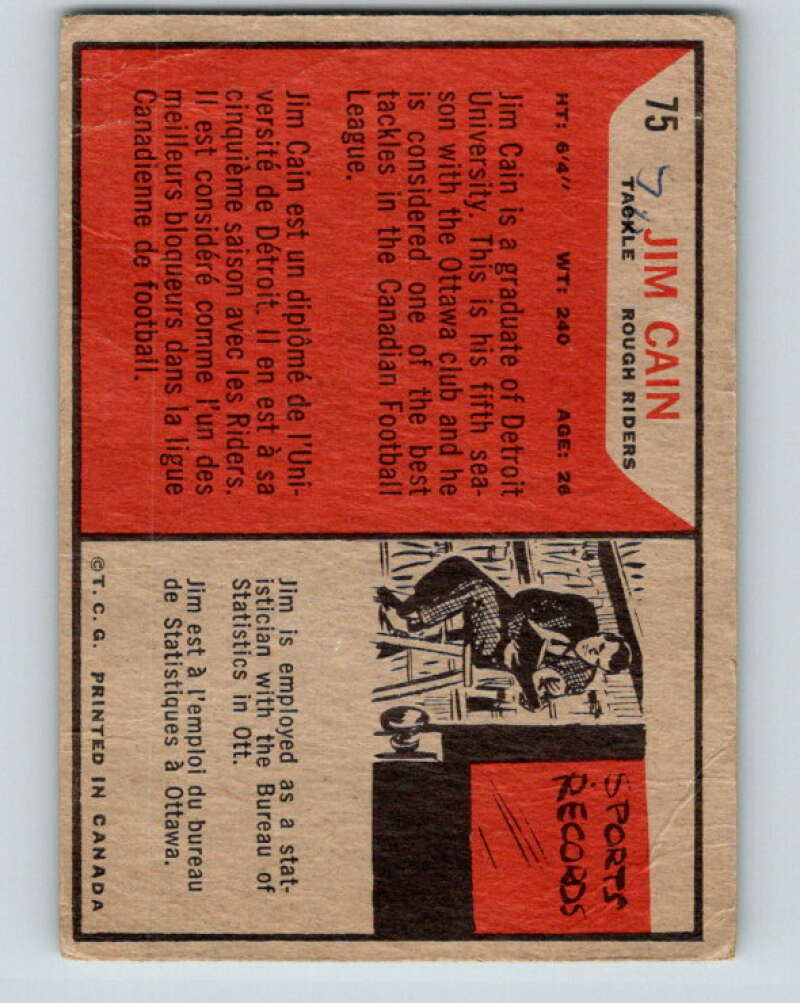 75
JIM CAIN
TACKLE ROUGH RIDERS
HT: 6'4" WT: 240 AGE: 26
Jim Cain is a graduate of Detroit
University. This is his fifth sea-
son with the Ottawa club and he
is considered one of the best
tackles in the Canadian Football
League.
Jim Cain est un diplômé de l'Uni-
versité de Détroit. Il en est à sa
cinquième saison avec les Riders.
Il est considéré comme l'un des
meilleurs bloqueurs dans la ligue
Canadienne de football.
SPORTS
RECORDS
Jim is employed as a stat-
istician with the Bureau of
Statistics in Ott.
Jim est à l'emploi du bureau
de Statistiques à Ottawa.
©T. C. G. PRINTED IN CANADA